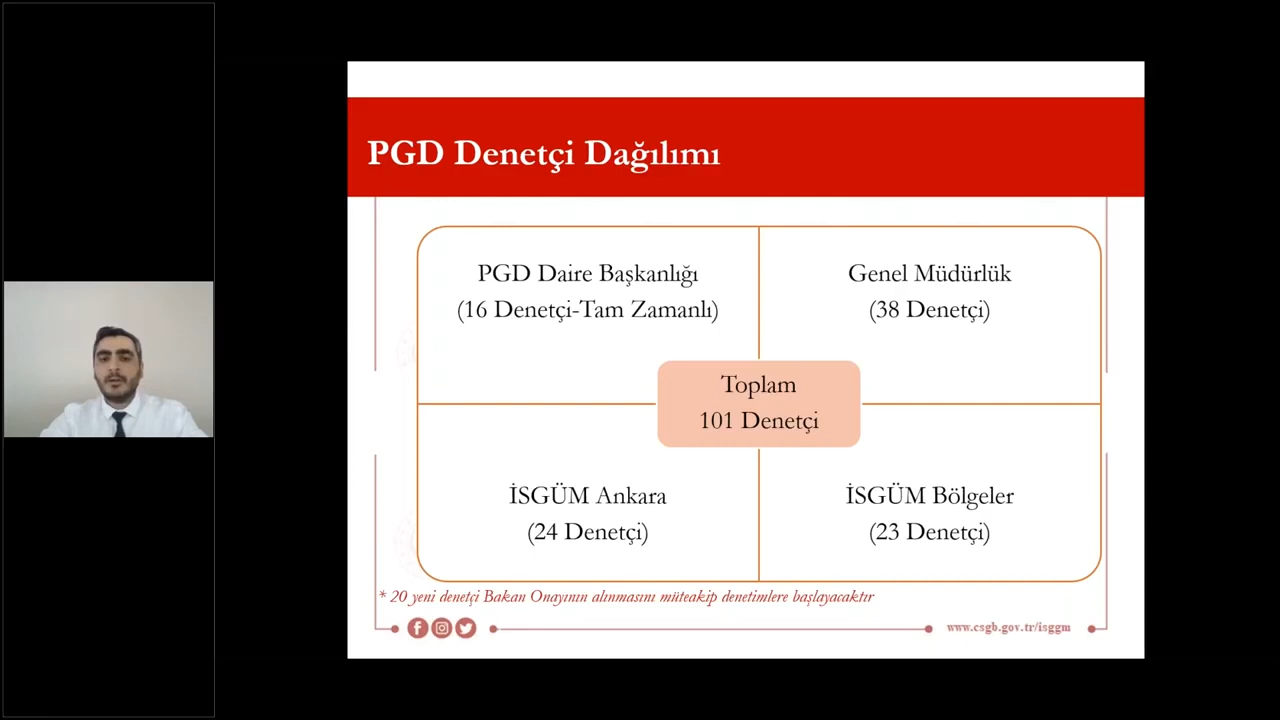 PGD Denetçi Dağılımı
PGD Daire Başkanlığı
(16 Denetçi-Tam Zamanlı)
Genel Müdürlük
(38 Denetçi)
Toplam
101 Denetçi
İSGÜM Ankara
(24 Denetçi)
İSGÜM Bölgeler
(23 Denetçi)
* 20 yeni denetçi Bakan Onayının alınmasını müteakip denetimlere başlayacaktır
www.csgb.gov.tr/isggm